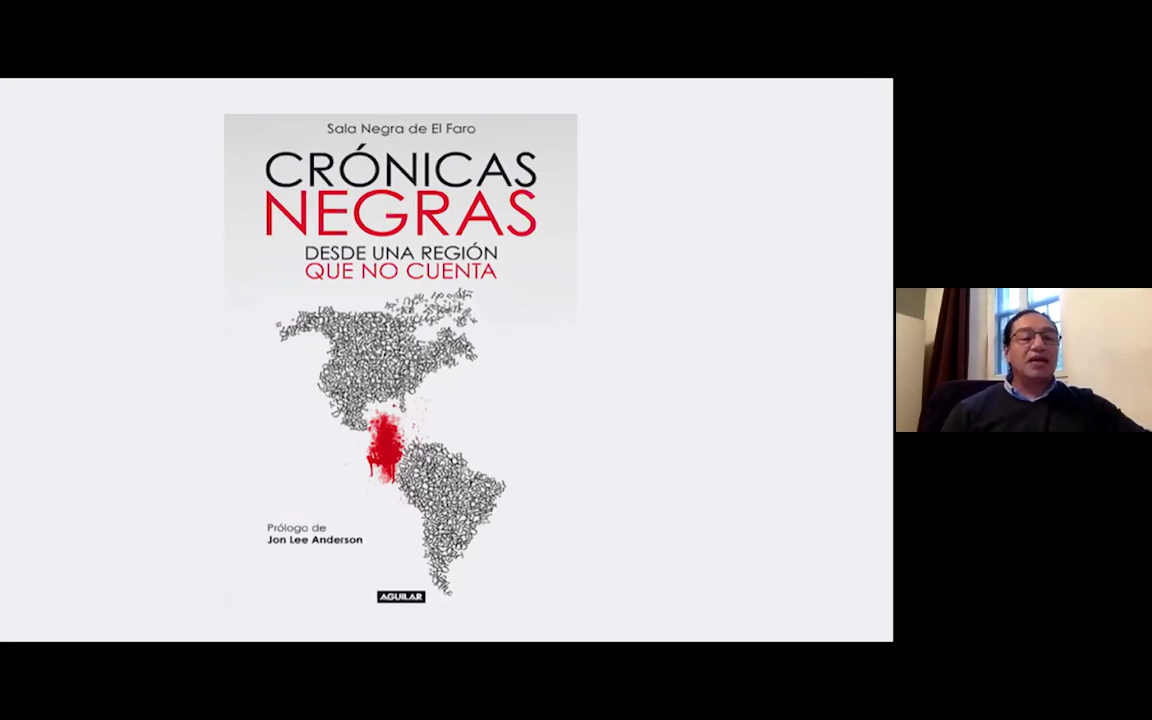 Sala Negra de El Faro
CRÓNICAS
NEGRAS
DESDE UNA REGIÓN
QUE NO CUENTA
Prólogo de
Jon Lee Anderson
AGUILAR